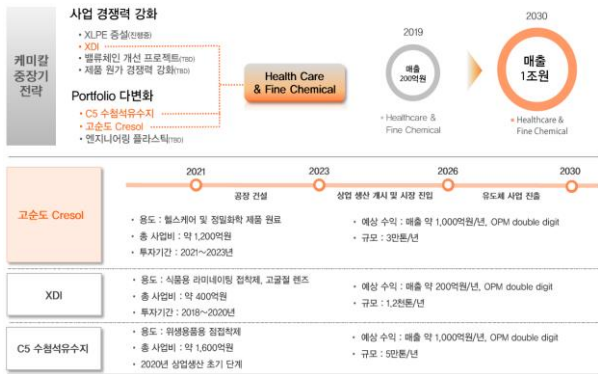 케미칼
중장기
전략
사업 경쟁력 강화
• XLPE 증설(진행중)
• XDI
• 밸류체인 개선 프로젝트(TBD)
• 제품 원가 경쟁력 강화(TBD)
Portfolio 다변화
• C5 수첨석유수지
• 고순도 Cresol
• 엔지니어링 플라스틱(TBD)
Health Care
& Fine Chemical
2019
매출
200억원
Healthcare &
Fine Chemical
2030
매출
1조원
Healthcare &
Fine Chemical
2021
2023
2026
2030
공장 건설
상업 생산 개시 및 시장 진입
유도체 사업 진출
고순도 Cresol
• 용도 : 헬스케어 및 정밀화학 제품 원료
• 총 사업비 : 약 1,200억원
• 투자기간 : 2021~2023년
• 예상 수익 : 매출 약 1,000억원/년, OPM double digit
• 규모 : 3만톤/년
XDI
• 용도 : 식품용 라미네이팅 접착제, 고굴절 렌즈
• 총 사업비 : 약 400억원
• 투자기간 : 2018~2020년
• 예상 수익 : 매출 약 200억원/년, OPM double digit
• 규모 : 1,2천톤/년
C5 수첨석유수지
• 용도 : 위생용품용 점접착제
• 총 사업비 : 약 1,600억원
• 2020년 상업생산 초기 단계
• 예상 수익 : 매출 약 1,000억원/년, OPM double digit
• 규모 : 5만톤/년